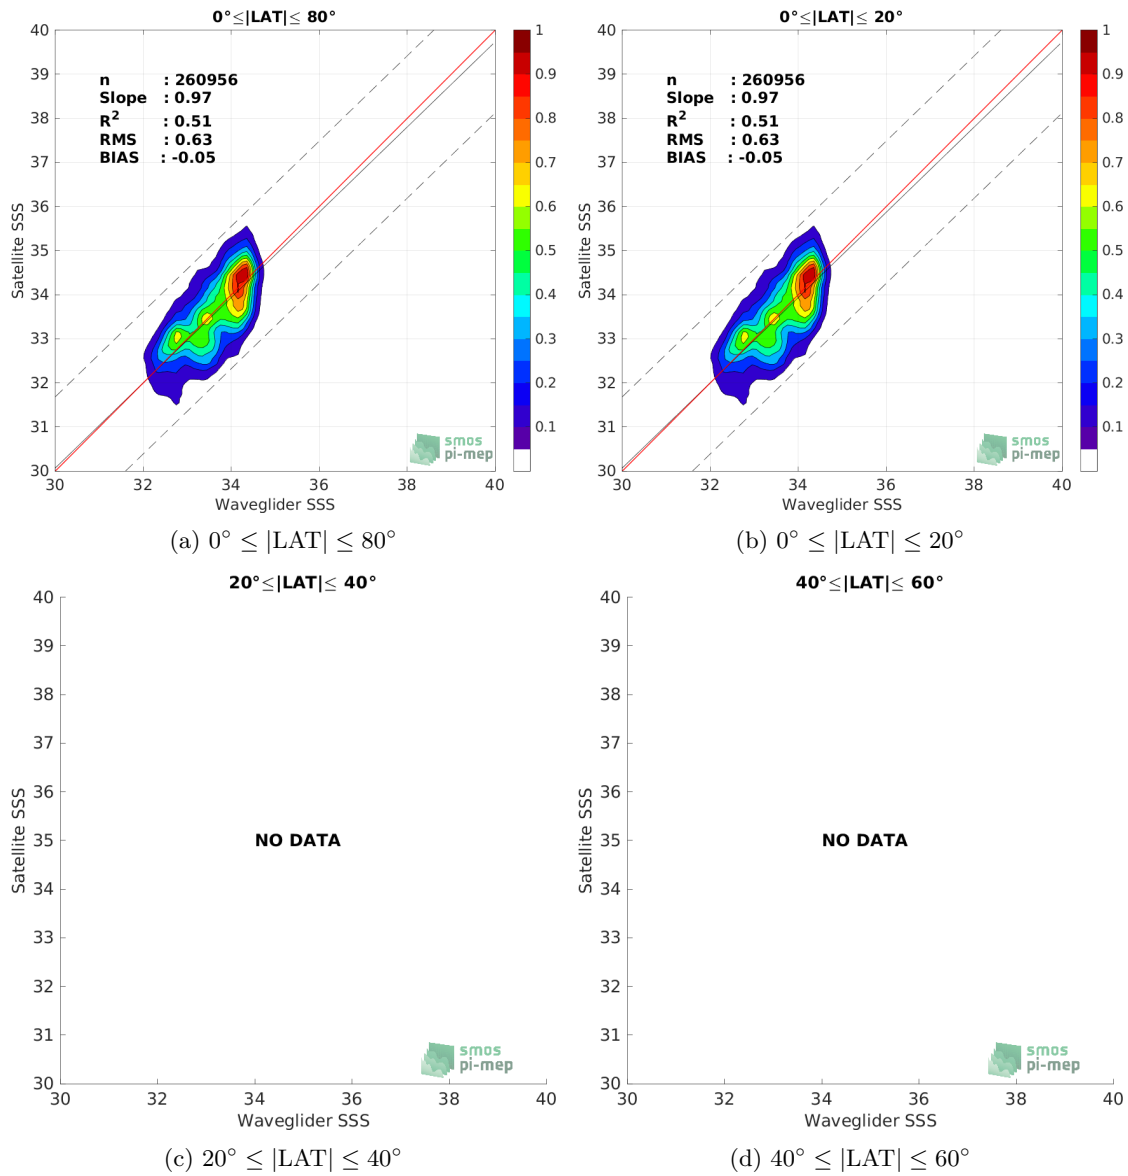 0°≤|LAT|≤ 80°
40
39
38
37
36
35
34
33
32
31
30
Satellite SSS
n : 260956
Slope : 0.97
R² : 0.51
RMS : 0.63
BIAS : -0.05
1
0.9
0.8
0.7
0.6
0.5
0.4
0.3
0.2
0.1
smos
pi-mep
30 32 34 36 38 40
Waveglider SSS
(a) 0° ≤ |LAT| ≤ 80°
0°≤|LAT|≤ 20°
40
39
38
37
36
35
34
33
32
31
30
Satellite SSS
n : 260956
Slope : 0.97
R² : 0.51
RMS : 0.63
BIAS : -0.05
1
0.9
0.8
0.7
0.6
0.5
0.4
0.3
0.2
0.1
smos
pi-mep
30 32 34 36 38 40
Waveglider SSS
(b) 0° ≤ |LAT| ≤ 20°
20°≤|LAT|≤ 40°
40
39
38
37
36
35
34
33
32
31
30
Satellite SSS
NO DATA
smos
pi-mep
30 32 34 36 38 40
Waveglider SSS
(c) 20° ≤ |LAT| ≤ 40°
40°≤|LAT|≤ 60°
40
39
38
37
36
35
34
33
32
31
30
Satellite SSS
NO DATA
smos
pi-mep
30 32 34 36 38 40
Waveglider SSS
(d) 40° ≤ |LAT| ≤ 60°